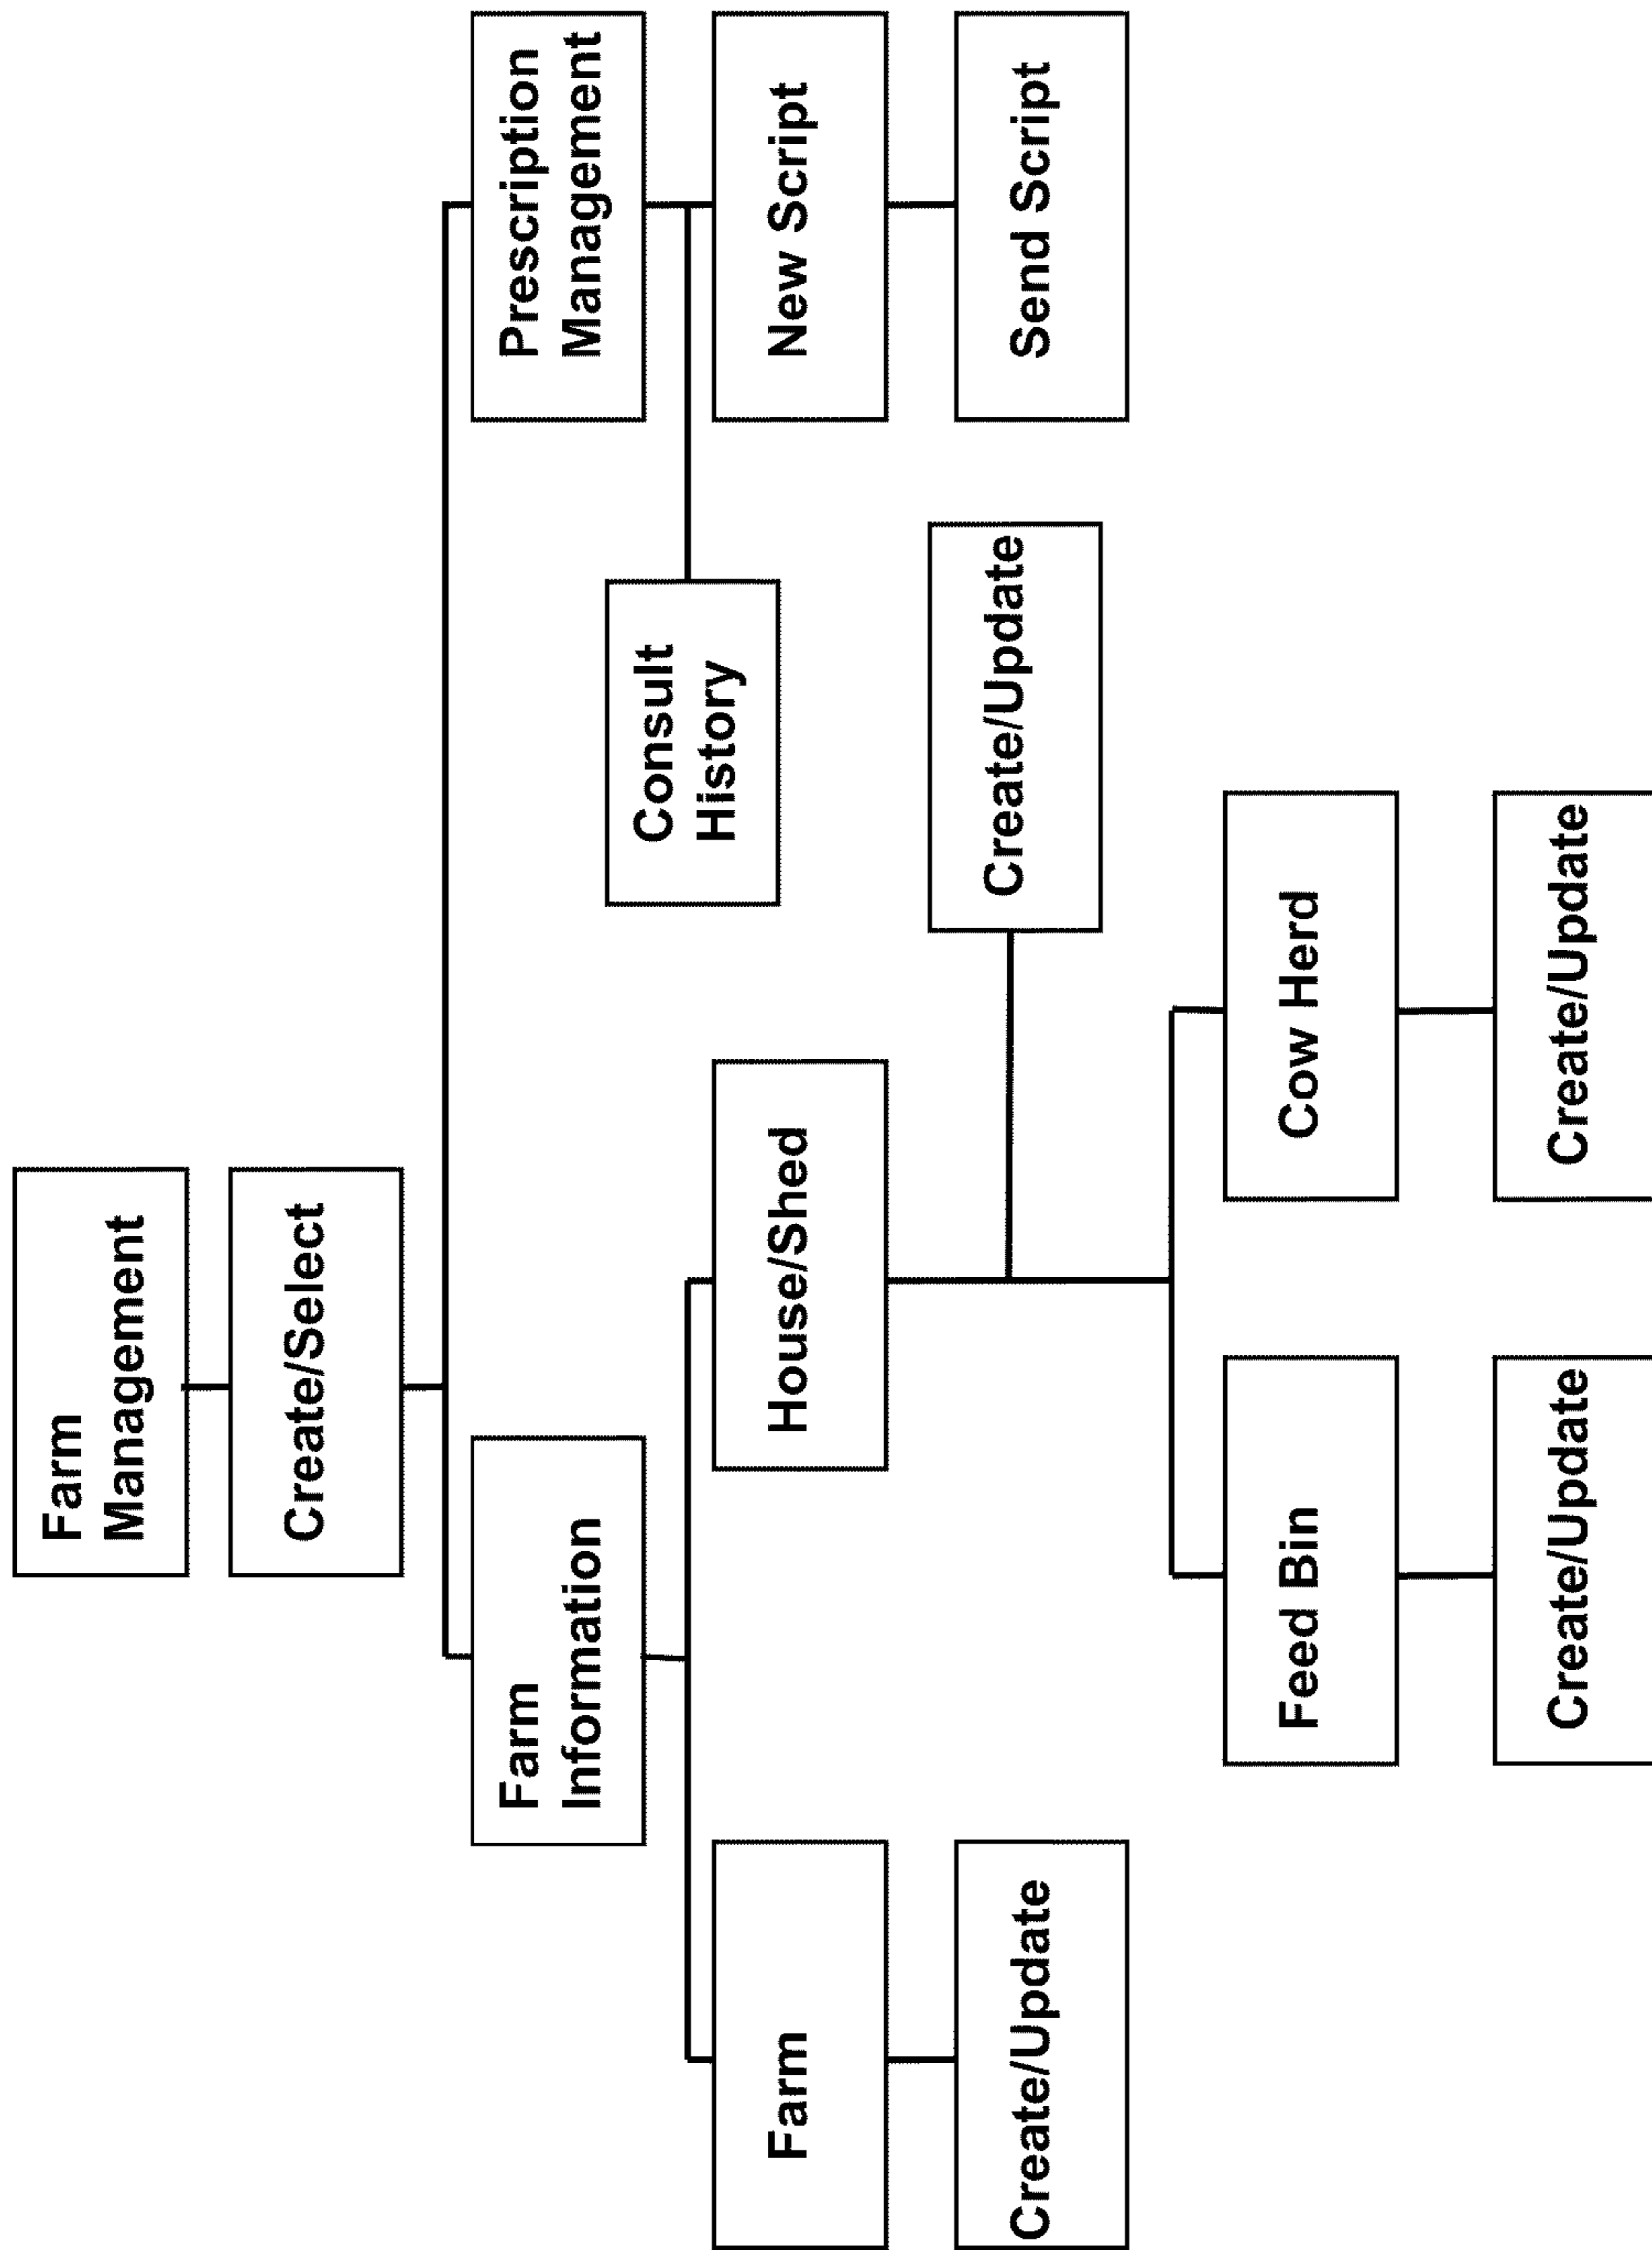 Farm
Management
Create/Select
Farm
Information
Prescription
Management
Consult
History
Farm
House/Shed
New Script
Create/Update
Create/Update
Send Script
Feed Bin
Cow Herd
Create/Update
Create/Update